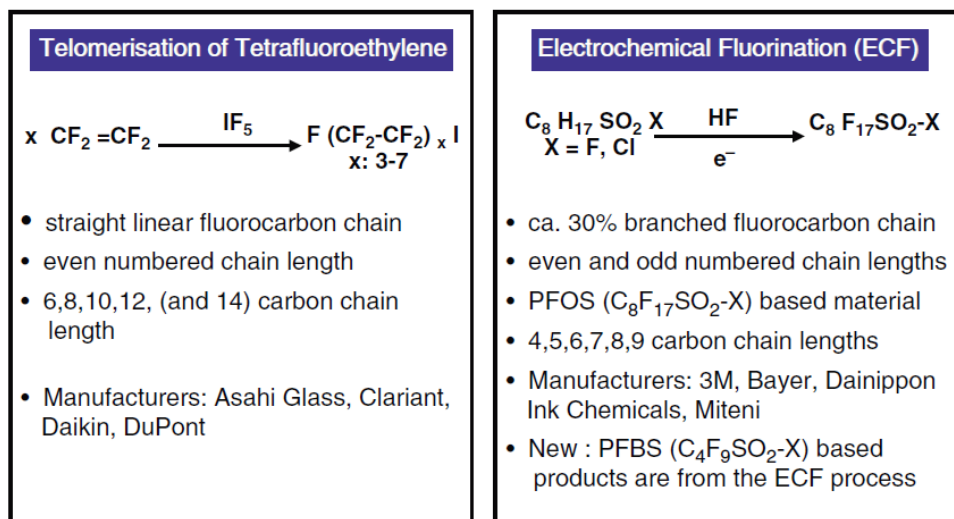 Telomerisation of Tetrafluoroethylene
x CF₂ =CF₂ IF₅ F (CF₂-CF₂) ₓ I
x: 3-7
• straight linear fluorocarbon chain
• even numbered chain length
• 6,8,10,12, (and 14) carbon chain
length
• Manufacturers: Asahi Glass, Clariant,
Daikin, DuPont
Electrochemical Fluorination (ECF)
C₈ H₁₇ SO₂ X HF C₈ F₁₇SO₂-X
X = F, Cl e⁻
• ca. 30% branched fluorocarbon chain
• even and odd numbered chain lengths
• PFOS (C₈F₁₇SO₂-X) based material
• 4,5,6,7,8,9 carbon chain lengths
• Manufacturers: 3M, Bayer, Dainippon
Ink Chemicals, Miteni
• New : PFBS (C₄F₉SO₂-X) based
products are from the ECF process